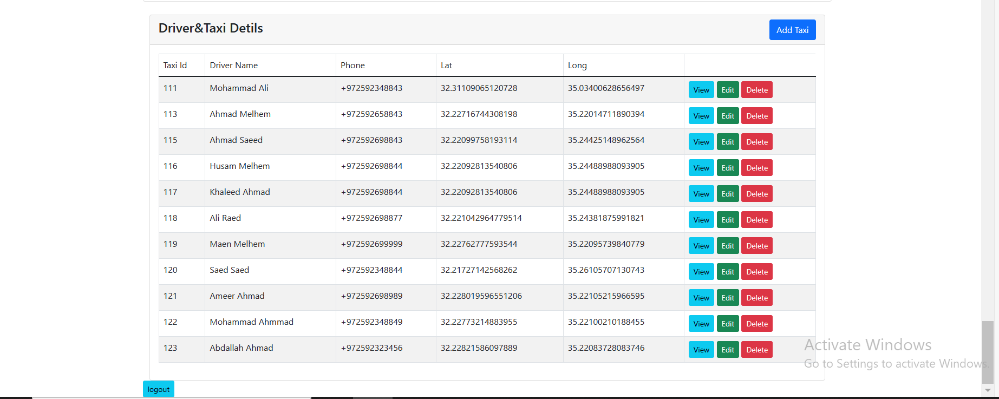 Driver&Taxi Detils
Add Taxi
Taxi Id Driver Name Phone Lat Long
111 Mohammad Ali +972592348843 32.31109065120728 35.03400628656497 View Edit Delete
113 Ahmad Melhem +972592658843 32.22716744308198 35.22014711890394 View Edit Delete
115 Ahmad Saeed +972592698843 32.22099758193114 35.24425148962564 View Edit Delete
116 Husam Melhem +972592698844 32.22092813540806 35.24488988093905 View Edit Delete
117 Khaleed Ahmad +972592698844 32.22092813540806 35.24488988093905 View Edit Delete
118 Ali Raed +972592698877 32.221042964779514 35.24381875991821 View Edit Delete
119 Maen Melhem +972592699999 32.22762777593544 35.22095739840779 View Edit Delete
120 Saed Saed +972592348844 32.21727142568262 35.26105707130743 View Edit Delete
121 Ameer Ahmad +972592698989 32.228019596551206 35.22105215966595 View Edit Delete
122 Mohammad Ahmmad +972592348849 32.22773214883955 35.22100210188455 View Edit Delete
123 Abdallah Ahmad +972592323456 32.22821586097889 35.22083728083746 View Edit Delete
Activate Windows
Go to Settings to activate Windows.
logout